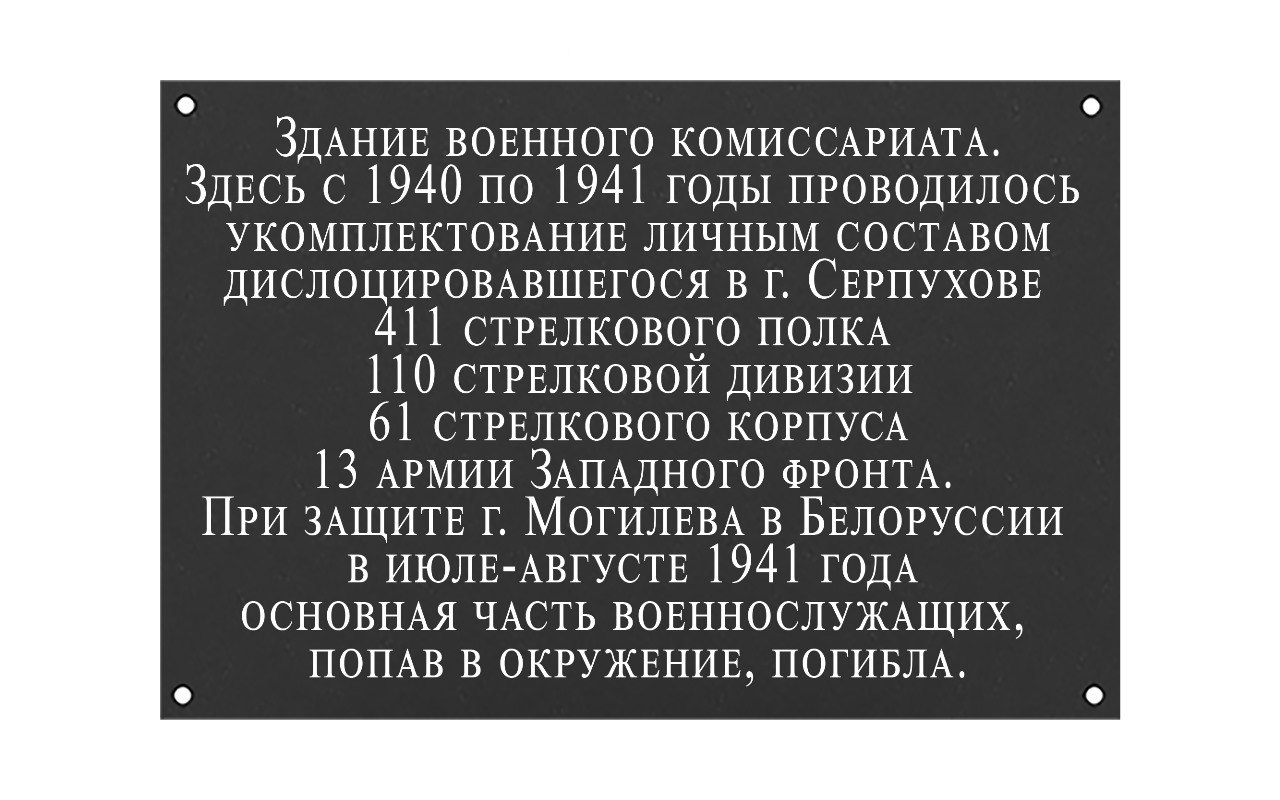 Здание военного комиссариата.
Здесь с 1940 по 1941 годы проводилось
укомплектование личным составом
дислоцировавшегося в г. Серпухове
411 стрелкового полка
110 стрелковой дивизии
61 стрелкового корпуса
13 армии Западного фронта.
При защите г. Могилева в Белоруссии
в июле-августе 1941 года
основная часть военнослужащих,
попав в окружение, погибла.